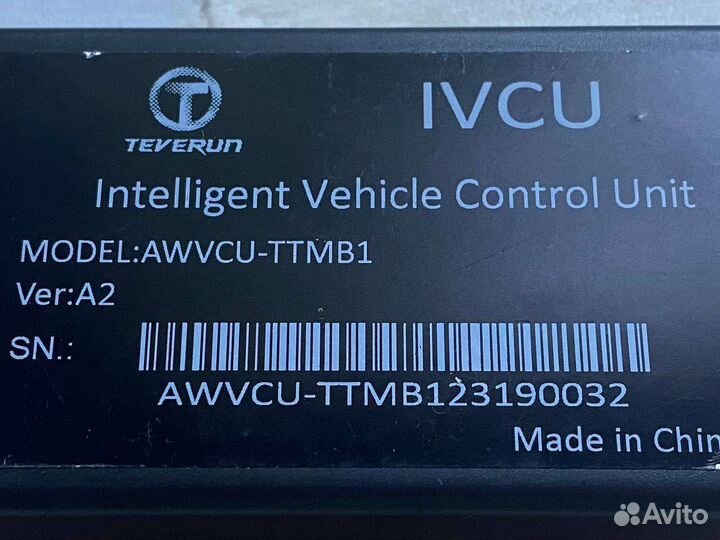 TEVERUN
IVCU
Intelligent Vehicle Control Unit
MODEL:AWVCU-TTMB1
Ver:A2
SN.:
AWVCU-TTMB123190032
Made in Chin
Avito